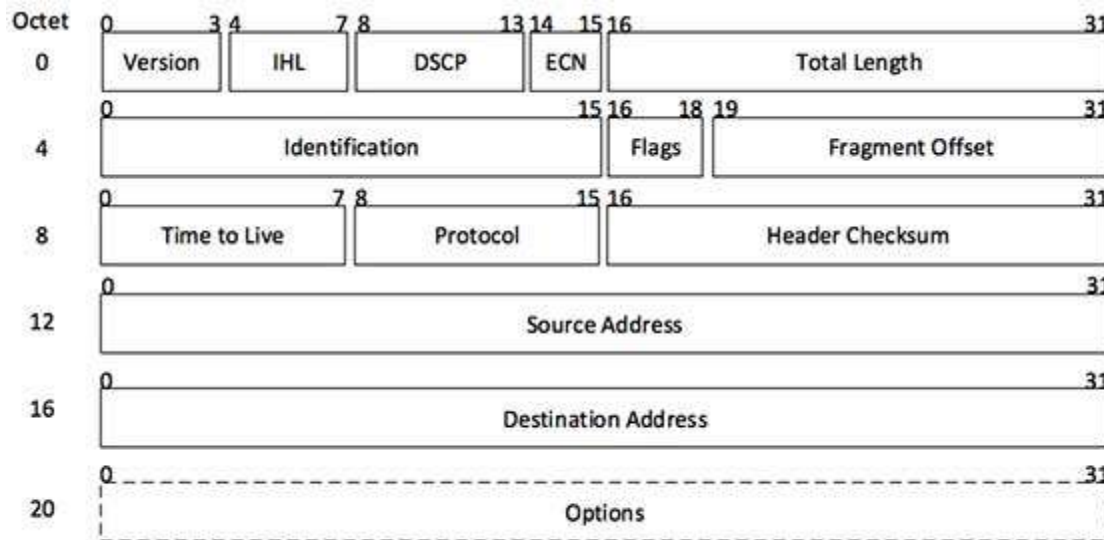 Octet 0 3 4 7 8 13 14 15 16 31
0 Version IHL DSCP ECN Total Length
0 15 16 18 19 31
4 Identification Flags Fragment Offset
0 7 8 15 16 31
8 Time to Live Protocol Header Checksum
0 31
12 Source Address
0 31
16 Destination Address
0 31
20 Options